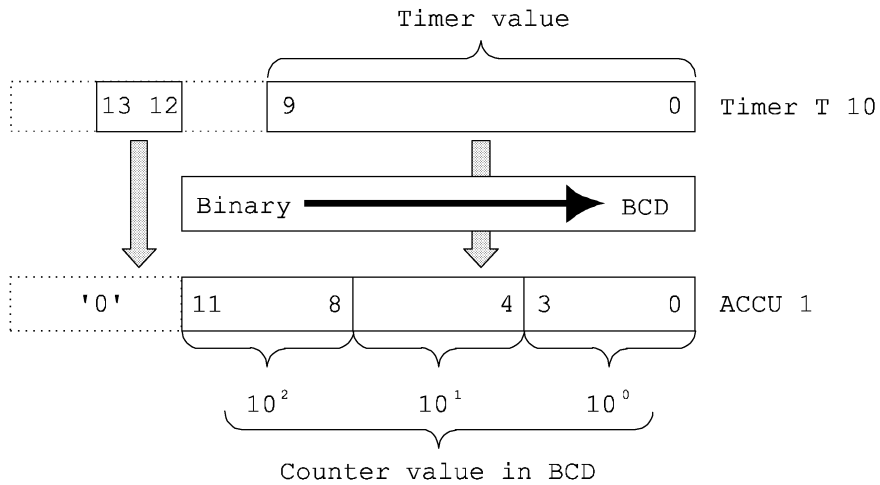 Timer value
13 12 9 0 Timer T 10
Binary BCD
'0' 11 8 4 3 0 ACCU 1
10² 10¹ 10⁰
Counter value in BCD